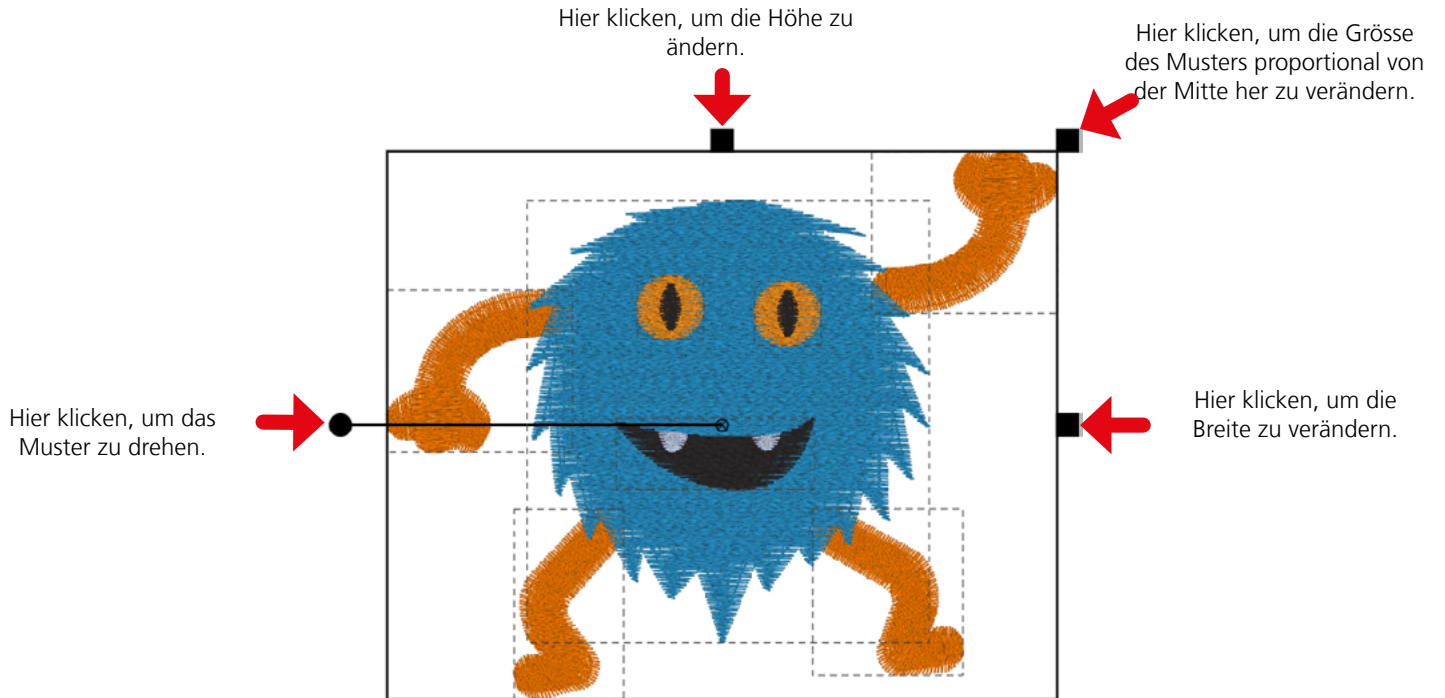 Hier klicken, um die Höhe zu
ändern.
Hier klicken, um die Grösse
des Musters proportional von
der Mitte her zu verändern.
Hier klicken, um das
Muster zu drehen.
Hier klicken, um die
Breite zu verändern.